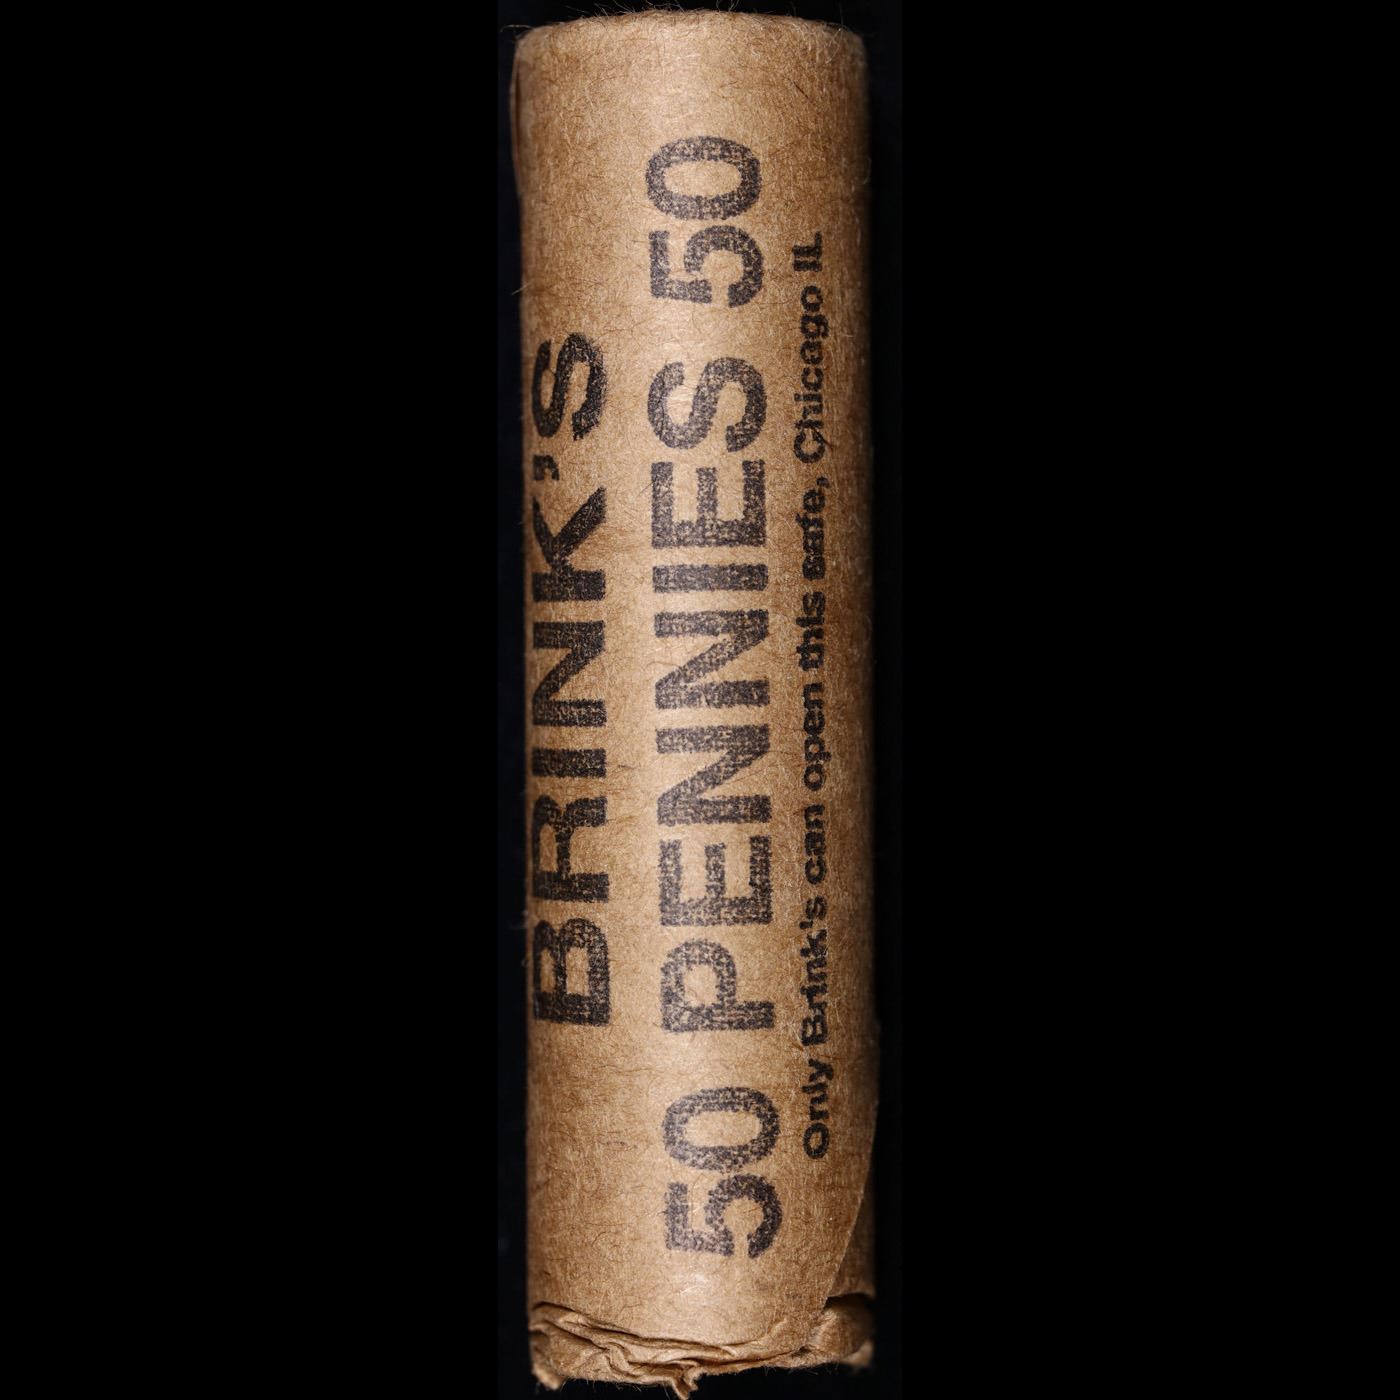 BRINK'S
50 PENNIES 50
Only Brink's can open this safe, Chicago IL